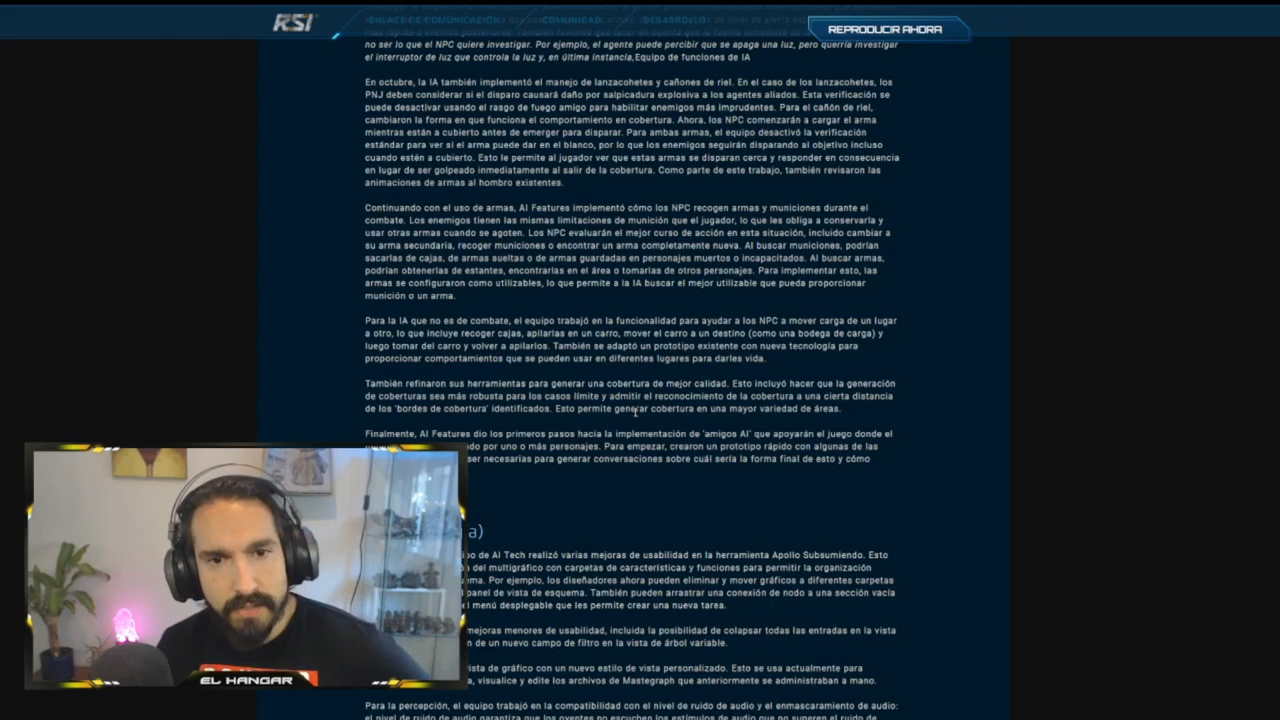 RSI
ENLACE DE COMUNICACIÓN
COMUNIDAD
DESARROLLO
REPRODUCIR AHORA
no ser lo que el NPC quiere investigar. Por ejemplo, el agente puede percibir que se apaga una luz, pero querría investigar
el interruptor de luz que controla la luz y, en última instancia,Equipo de funciones de IA
En octubre, la IA también implementó el manejo de lanzacohetes y cañones de riel. En el caso de los lanzacohetes, los
PNJ deben considerar si el disparo causará daño por salpicadura explosiva a los agentes aliados. Esta verificación se
puede desactivar usando el rasgo de fuego amigo para habilitar enemigos más imprudentes. Para el cañón de riel,
cambiaron la forma en que funciona el comportamiento en cobertura. Ahora, los NPC comenzarán a cargar el arma
mientras están a cubierto antes de emerger para disparar. Para ambas armas, el equipo desactivó la verificación
estándar para ver si el arma puede dar en el blanco, por lo que los enemigos seguirán disparando al objetivo incluso
cuando estén a cubierto. Esto le permite al jugador ver que estas armas se disparan cerca y responder en consecuencia
en lugar de ser golpeado inmediatamente al salir de la cobertura. Como parte de este trabajo, también revisaron las
animaciones de armas al hombro existentes.
Continuando con el uso de armas, AI Features implementó cómo los NPC recogen armas y municiones durante el
combate. Los enemigos tienen las mismas limitaciones de munición que el jugador, lo que les obliga a conservarla y
usar otras armas cuando se agoten. Los NPC evaluarán el mejor curso de acción en esta situación, incluido cambiar a
su arma secundaria, recoger municiones o encontrar un arma completamente nueva. Al buscar municiones, podrían
sacarlas de cajas, de armas sueltas o de armas guardadas en personajes muertos o incapacitados. Al buscar armas,
podrían obtenerlas de estantes, encontrarlas en el área o tomarlas de otros personajes. Para implementar esto, las
armas se configuraron como utilizables, lo que permite a la IA buscar el mejor utilizable que pueda proporcionar
munición o un arma.
Para la IA que no es de combate, el equipo trabajó en la funcionalidad para ayudar a los NPC a mover carga de un lugar
a otro, lo que incluye recoger cajas, apilarlas en un carro, mover el carro a un destino (como una bodega de carga) y
luego tomar del carro y volver a apilarlos. También se adaptó un prototipo existente con nueva tecnología para
proporcionar comportamientos que se pueden usar en diferentes lugares para darles vida.
También refinaron sus herramientas para generar una cobertura de mejor calidad. Esto incluyó hacer que la generación
de coberturas sea más robusta para los casos límite y admitir el reconocimiento de la cobertura a una cierta distancia
de los 'bordes de cobertura' identificados. Esto permite generar cobertura en una mayor variedad de áreas.
Finalmente, AI Features dio los primeros pasos hacia la implementación de 'amigos AI' que apoyarán el juego donde el
do por uno o más personajes. Para empezar, crearon un prototipo rápido con algunas de las
ser necesarias para generar conversaciones sobre cuál sería la forma final de esto y cómo
a)
po de AI Tech realizó varias mejoras de usabilidad en la herramienta Apollo Subsumiendo. Esto
n del multigráfico con carpetas de características y funciones para permitir la organización
ema. Por ejemplo, los diseñadores ahora pueden eliminar y mover gráficos a diferentes carpetas
l panel de vista de esquema. También pueden arrastrar una conexión de nodo a una sección vacía
l menú desplegable que les permite crear una nueva tarea.
mejoras menores de usabilidad, incluida la posibilidad de colapsar todas las entradas en la vista
n de un nuevo campo de filtro en la vista de árbol variable.
vista de gráfico con un nuevo estilo de vista personalizado. Esto se usa actualmente para
a, visualice y edite los archivos de Mastegraph que anteriormente se administraban a mano.
Para la percepción, el equipo trabajó en la compatibilidad con el nivel de ruido de audio y el enmascaramiento de audio:
el nivel de ruido de audio garantiza que los oyentes no escuchen los estímulos de audio que no superen el ruido de
EL HANGAR